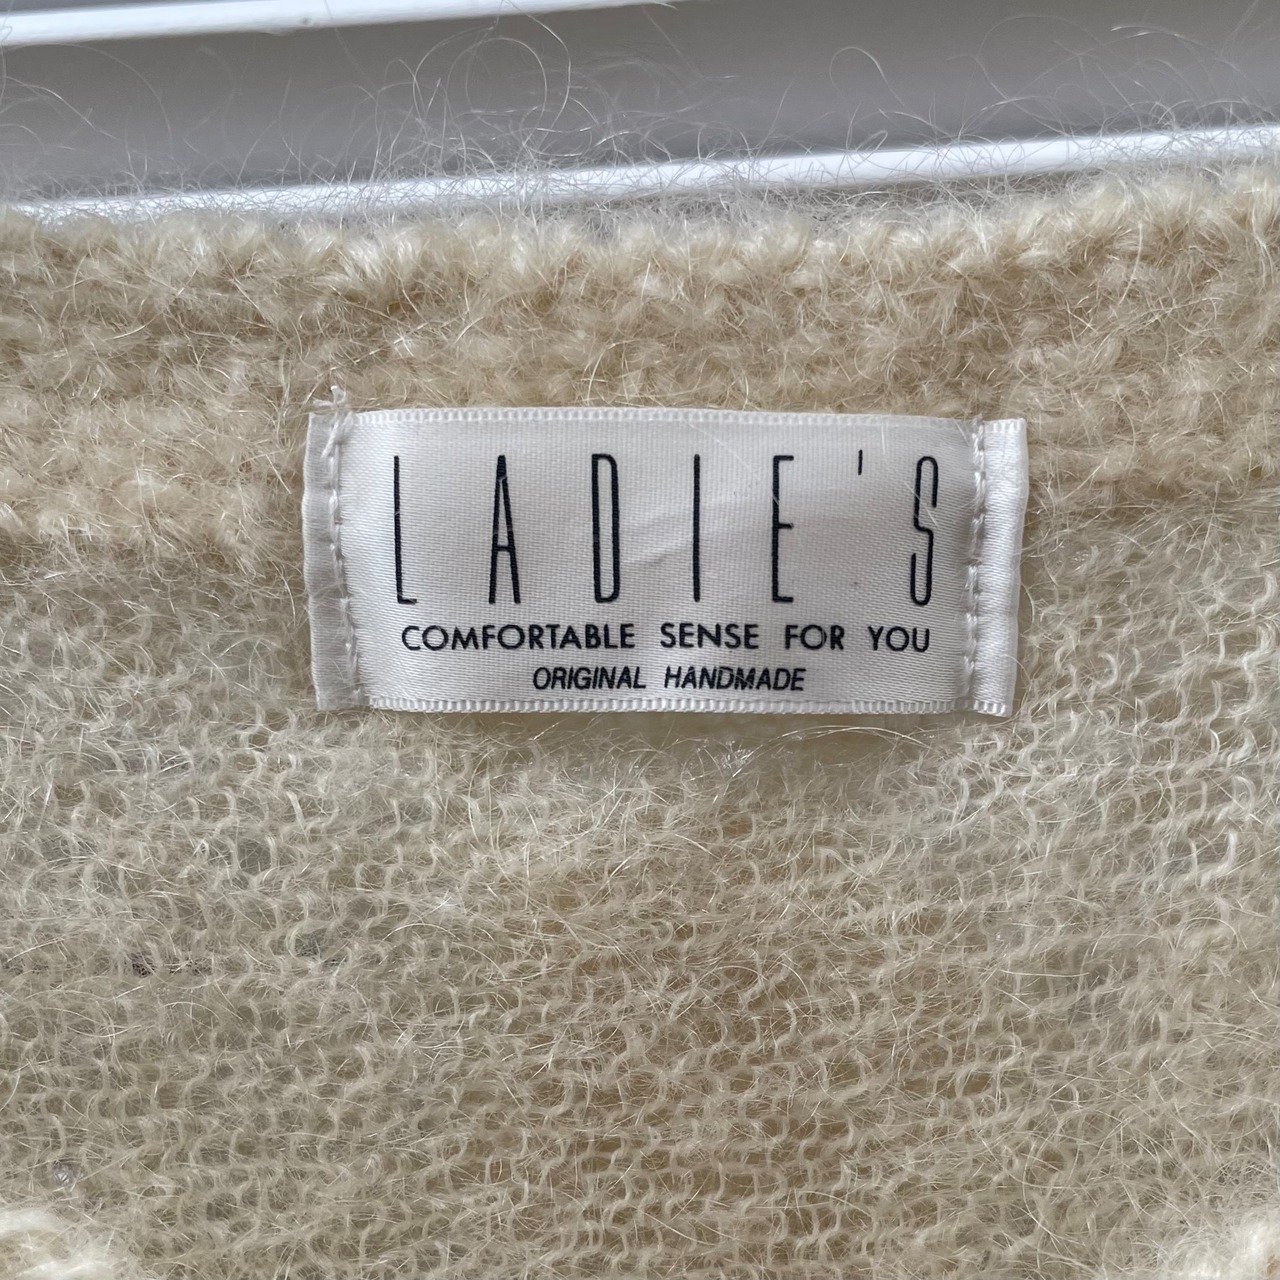 LADIE'S
COMFORTABLE SENSE FOR YOU
ORIGINAL HANDMADE